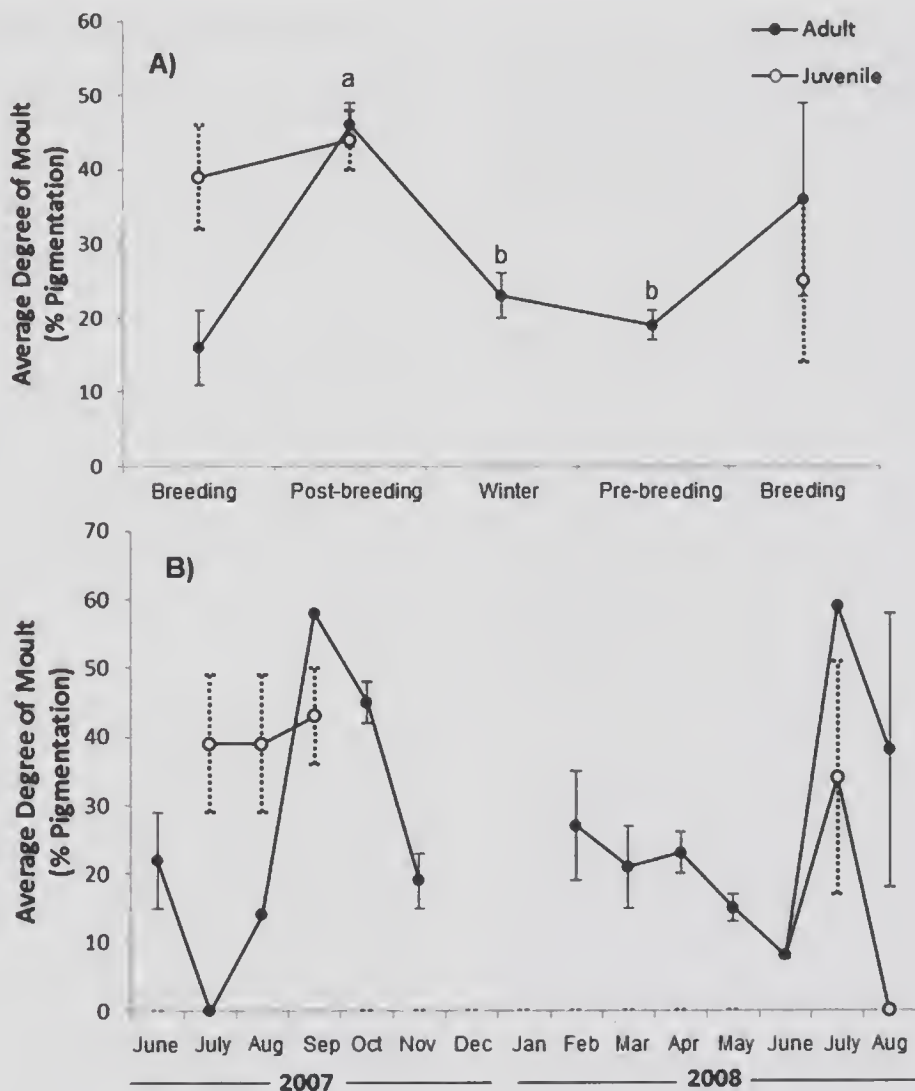 A)
Adult
Juvenile
a
b
b
Average Degree of Moult
(% Pigmentation)
60
50
40
30
20
10
0
Breeding Post-breeding Winter Pre-breeding Breeding
B)
Average Degree of Moult
(% Pigmentation)
70
60
50
40
30
20
10
0
June July Aug Sep Oct Nov Dec Jan Feb Mar Apr May June July Aug
2007 2008